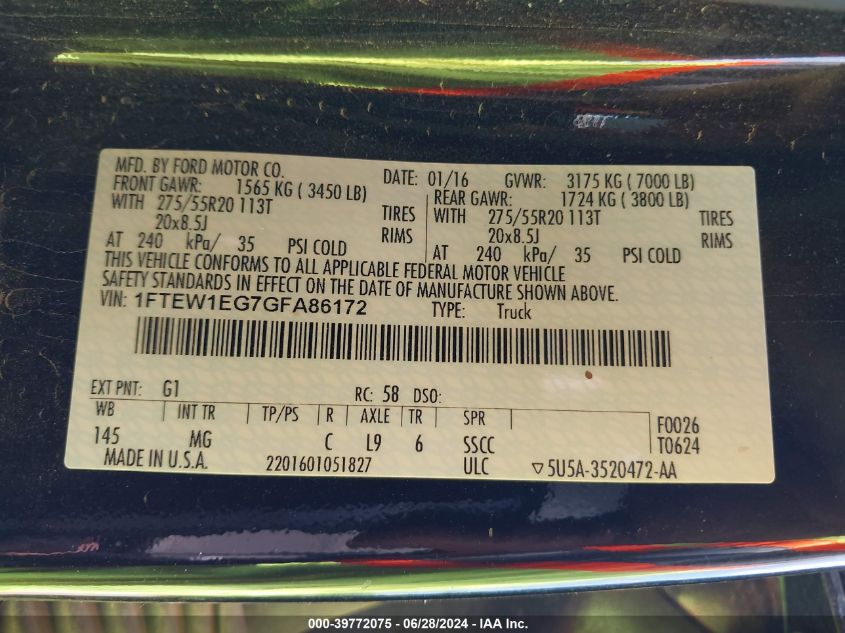 MFD. BY FORD MOTOR CO. DATE: 01/16 GVWR: 3175 KG ( 7000 LB)
FRONT GAWR: 1565 KG ( 3450 LB) REAR GAWR: 1724 KG ( 3800 LB)
WITH 275/55R20 113T TIRES WITH 275/55R20 113T TIRES
20x8.5J RIMS 20x8.5J RIMS
AT 240 kPa/ 35 PSI COLD AT 240 kPa/ 35 PSI COLD
THIS VEHICLE CONFORMS TO ALL APPLICABLE FEDERAL MOTOR VEHICLE
SAFETY STANDARDS IN EFFECT ON THE DATE OF MANUFACTURE SHOWN ABOVE.
VIN: 1FTEW1EG7GFA86172 TYPE: Truck
EXT PNT: G1 RC: 58 DSO:
WB INT TR TP/PS R AXLE TR SPR F0026
145 MG C L9 6 SSCC T0624
MADE IN U.S.A. 2201601051827 ULC ▽5U5A-3520472-AA
000-39772075 | 06/28/2024 - IAA Inc.